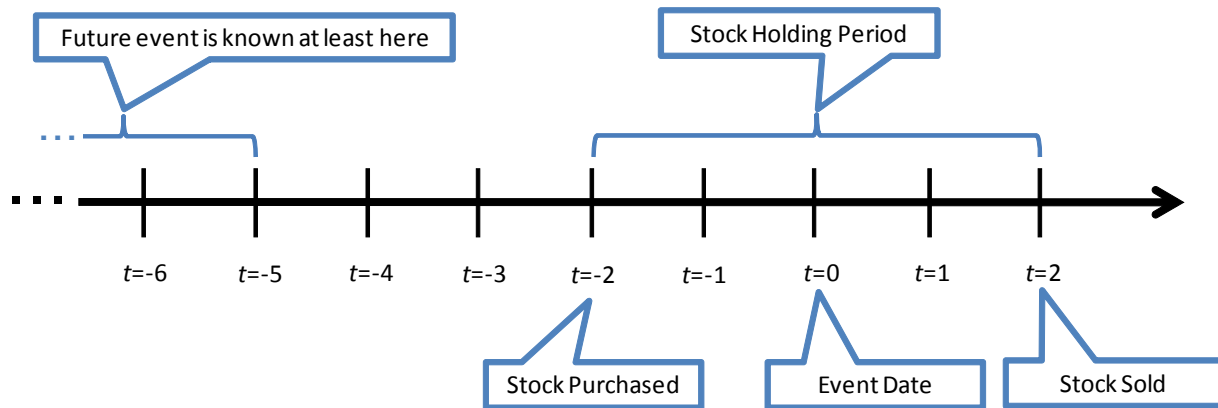 Future event is known at least here
Stock Holding Period
...
...
t=-6 t=-5 t=-4 t=-3 t=-2 t=-1 t=0 t=1 t=2
Stock Purchased
Event Date
Stock Sold